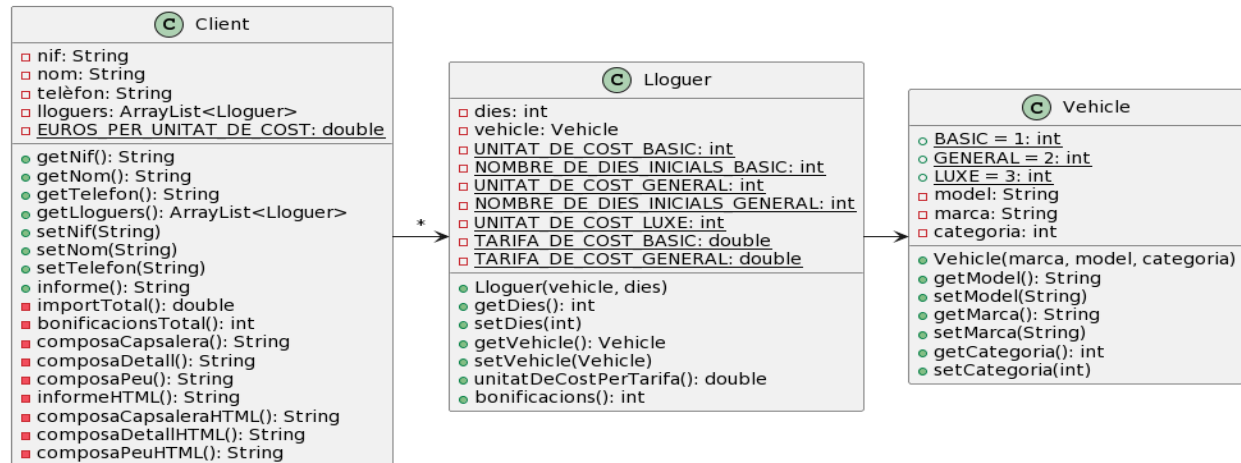 C Client
nif: String
nom: String
telèfon: String
lloguers: ArrayList<Lloguer>
EUROS_PER_UNITAT_DE_COST: double
getNif(): String
getNom(): String
getTelefon(): String
getLloguers(): ArrayList<Lloguer>
setNif(String)
setNom(String)
setTelefon(String)
informe(): String
importTotal(): double
bonificacionsTotal(): int
composaCapsalera(): String
composaDetall(): String
composaPeu(): String
informeHTML(): String
composaCapsaleraHTML(): String
composaDetallHTML(): String
composaPeuHTML(): String
*
C Lloguer
dies: int
vehicle: Vehicle
UNITAT_DE_COST_BASIC: int
NOMBRE_DE_DIES_INICIALS_BASIC: int
UNITAT_DE_COST_GENERAL: int
NOMBRE_DE_DIES_INICIALS_GENERAL: int
UNITAT_DE_COST_LUXE: int
TARIFA_DE_COST_BASIC: double
TARIFA_DE_COST_GENERAL: double
Lloguer(vehicle, dies)
getDies(): int
setDies(int)
getVehicle(): Vehicle
setVehicle(Vehicle)
unitatDeCostPerTarifa(): double
bonificacions(): int
C Vehicle
BASIC = 1: int
GENERAL = 2: int
LUXE = 3: int
model: String
marca: String
categoria: int
Vehicle(marca, model, categoria)
getModel(): String
setModel(String)
getMarca(): String
setMarca(String)
getCategoria(): int
setCategoria(int)